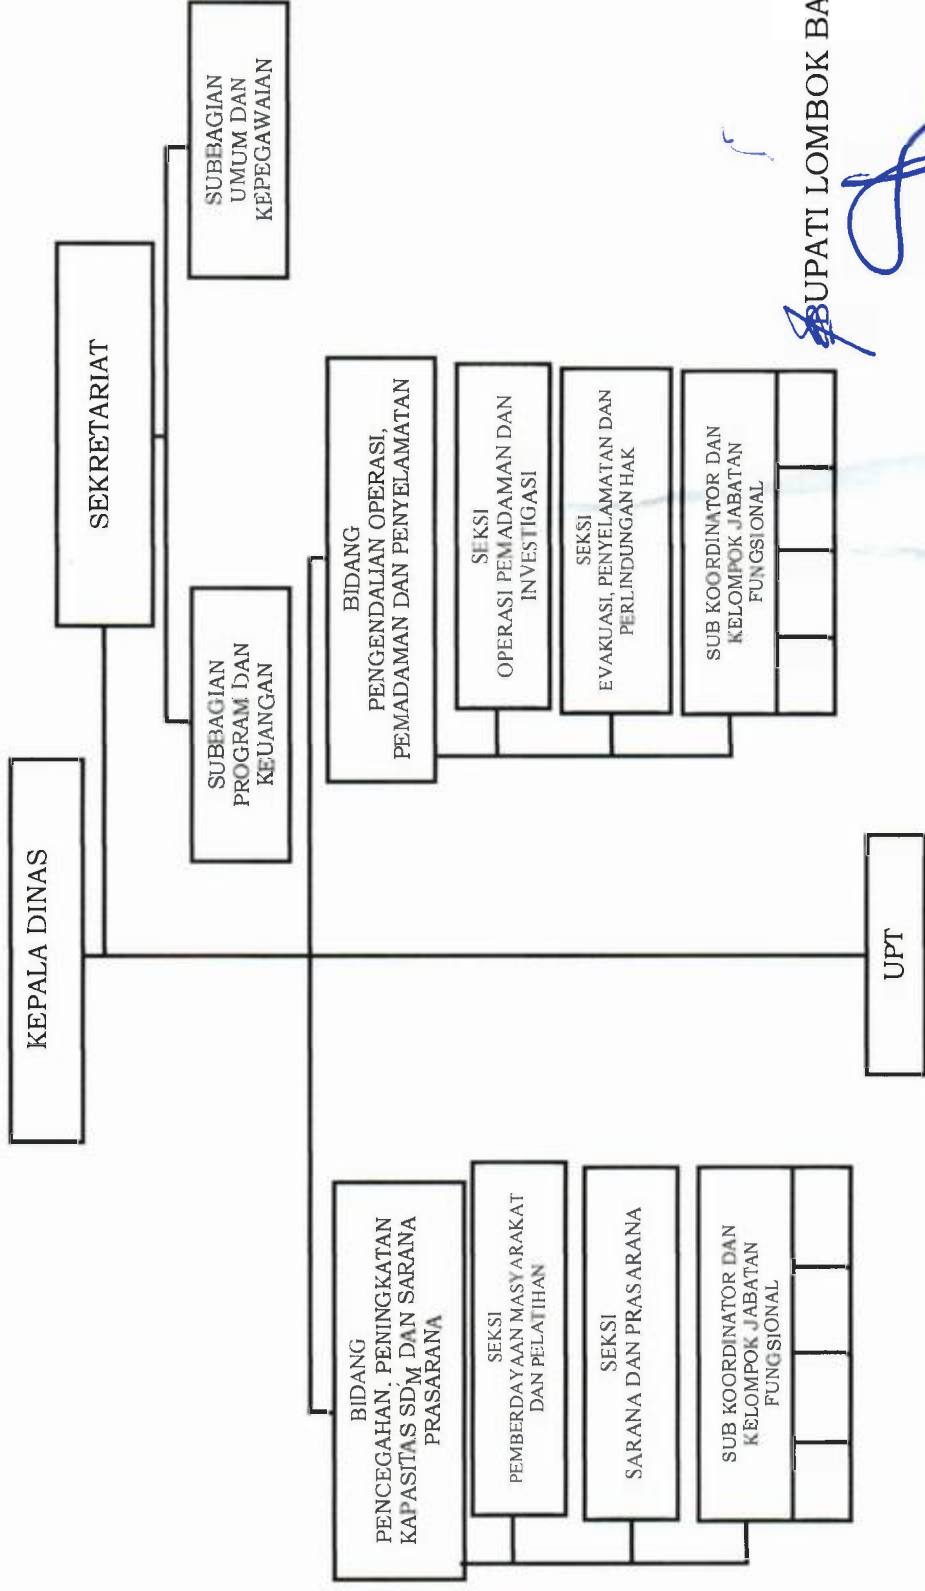 KEPALA DINAS
SEKRETARIAT
SUBBAGIAN
PROGRAM DAN
KEUANGAN
SUBBAGIAN
UMUM DAN
KEPEGAWAIAN
BIDANG
PENCEGAHAN, PENINGKATAN
KAPASITAS SDM DAN SARANA
PRASARANA
SEKSI
PEMBERDAYAAN MASYARAKAT
DAN PELATIHAN
SEKSI
SARANA DAN PRASARANA
SUB KOORDINATOR DAN
KELOMPOK JABATAN
FUNGSIONAL
BIDANG
PENGENDALIAN OPERASI,
PEMADAMAN DAN PENYELAMATAN
SEKSI
OPERASI PEMADAMAN DAN
INVESTIGASI
SEKSI
EVAKUASI, PENYELAMATAN DAN
PERLINDUNGAN HAK
SUB KOORDINATOR DAN
KELOMPOK JABATAN
FUNGSIONAL
UPT
BUPATI LOMBOK BA